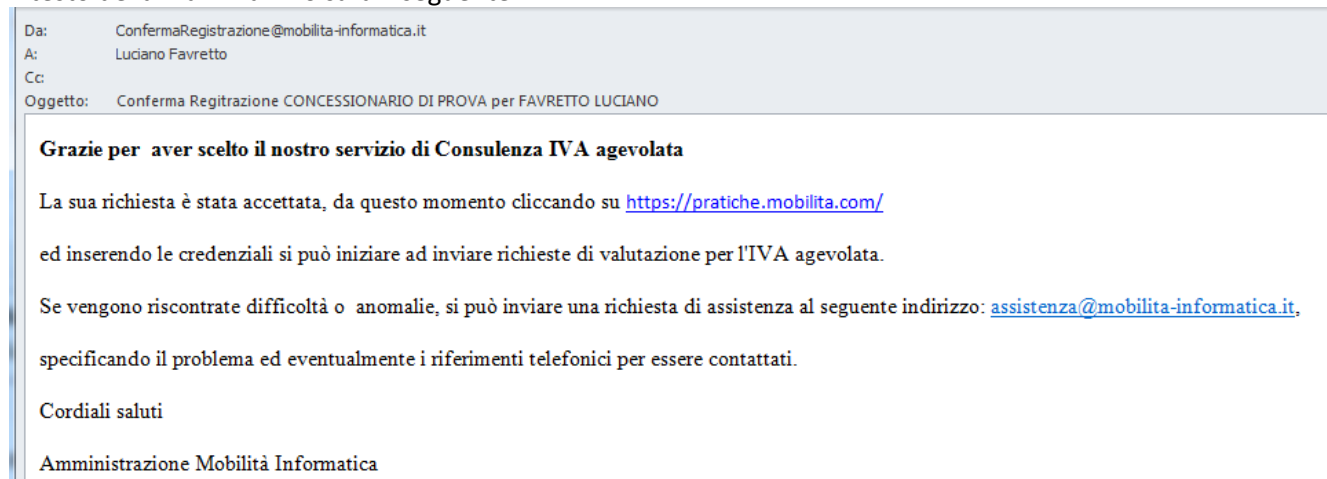 Da: ConfermaRegistrazione@mobilita-informatica.it
A: Luciano Favretto
Cc:
Oggetto: Conferma Regitrazione CONCESSIONARIO DI PROVA per FAVRETTO LUCIANO
Grazie per aver scelto il nostro servizio di Consulenza IVA agevolata
La sua richiesta è stata accettata, da questo momento cliccando su https://pratiche.mobilita.com/
ed inserendo le credenziali si può iniziare ad inviare richieste di valutazione per l'IVA agevolata.
Se vengono riscontrate difficoltà o anomalie, si può inviare una richiesta di assistenza al seguente indirizzo: assistenza@mobilita-informatica.it,
specificando il problema ed eventualmente i riferimenti telefonici per essere contattati.
Cordiali saluti
Amministrazione Mobilità Informatica